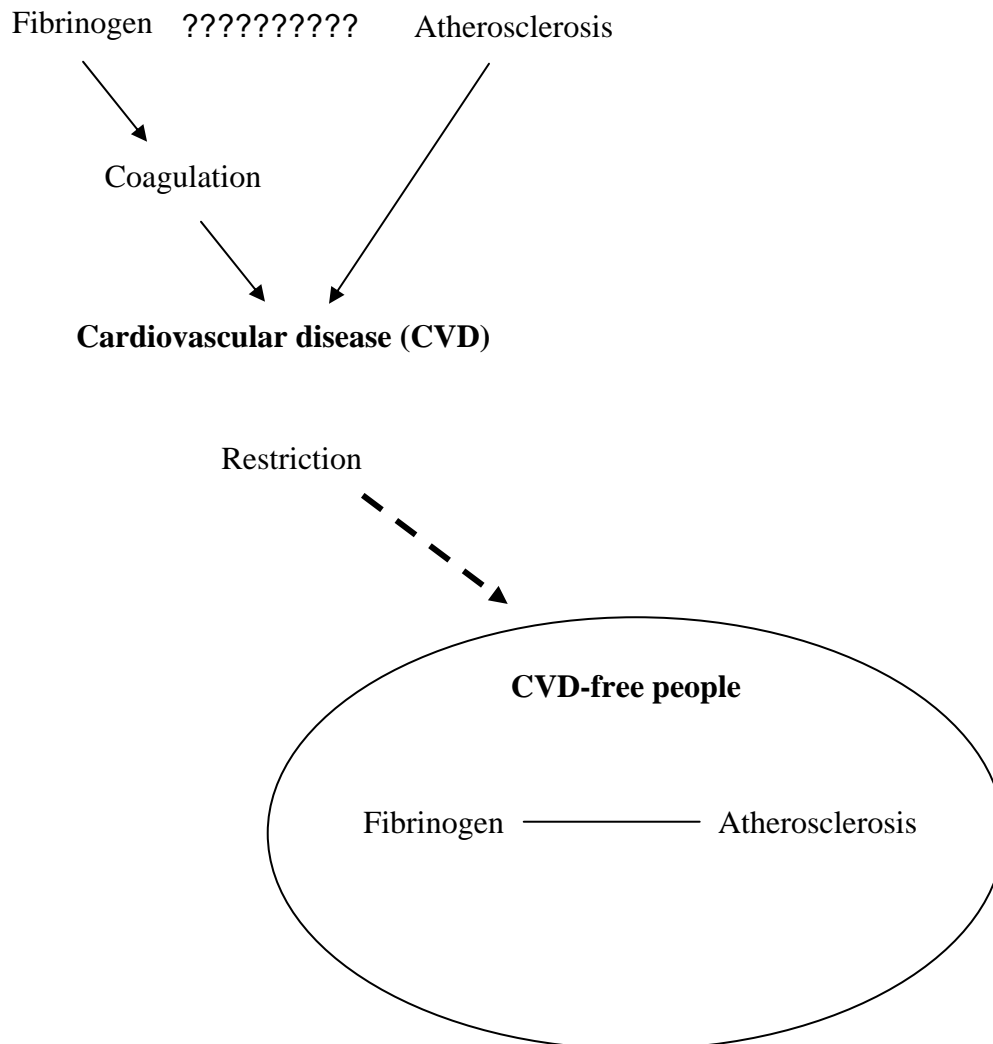 Fibrinogen ?????????? Atherosclerosis
Coagulation
Cardiovascular disease (CVD)
Restriction
CVD-free people
Fibrinogen Atherosclerosis